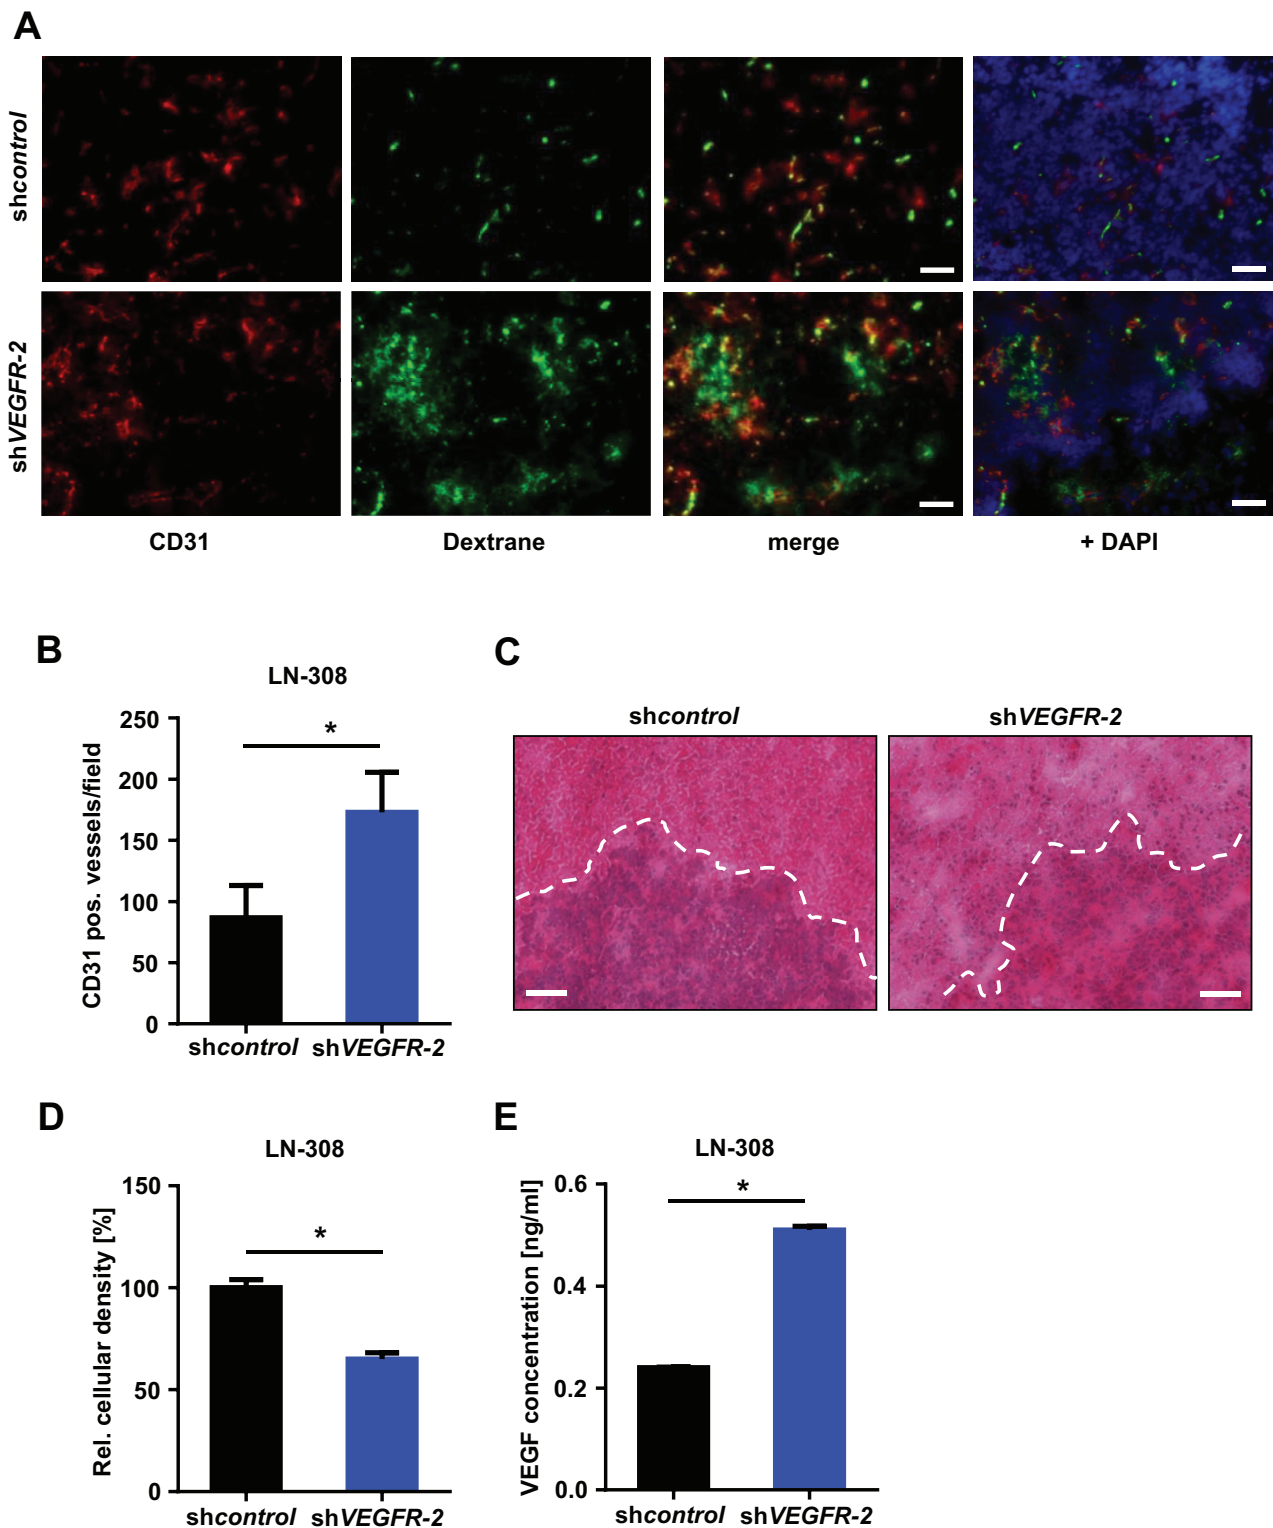 A
shcontrol
shVEGFR-2
CD31 Dextrane merge + DAPI
B
LN-308
CD31 pos. vessels/field
250
200
150
100
50
0
*
shcontrol shVEGFR-2
C
shcontrol shVEGFR-2
D
LN-308
Rel. cellular density [%]
150
100
50
0
*
shcontrol shVEGFR-2
E
LN-308
VEGF concentration [ng/ml]
0.6
0.4
0.2
0.0
*
shcontrol shVEGFR-2